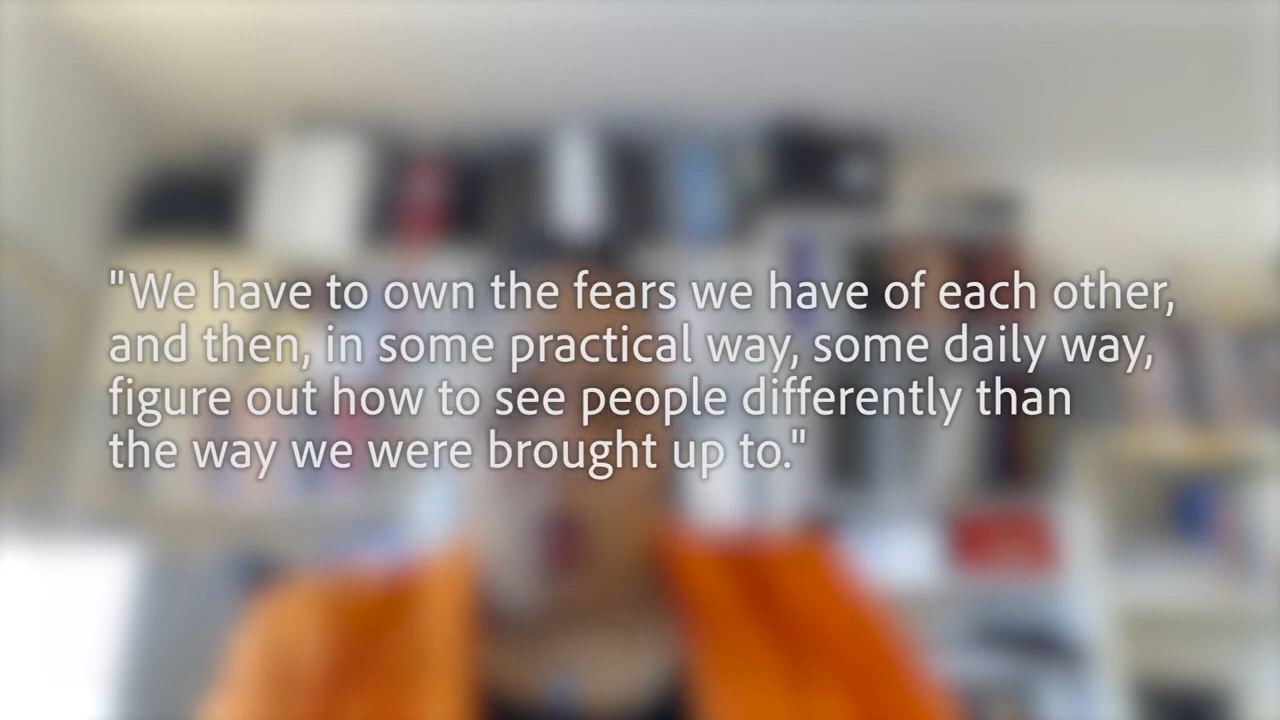 "We have to own the fears we have of each other,
and then, in some practical way, some daily way,
figure out how to see people differently than
the way we were brought up to."